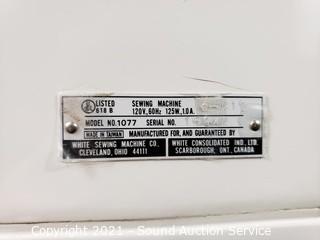 LISTED
618 B
SEWING MACHINE
120V, 60Hz 125W, 1.0A.
MODEL NO. 1077 SERIAL NO.
MADE IN TAIWAN MANUFACTURED FOR, AND GUARANTEED BY
WHITE SEWING MACHINE CO.
CLEVELAND, OHIO 44111
WHITE CONSOLIDATED IND., LTD.
SCARBOROUGH, ONT., CANADA
Copyright 2021 - Sound Auction Service